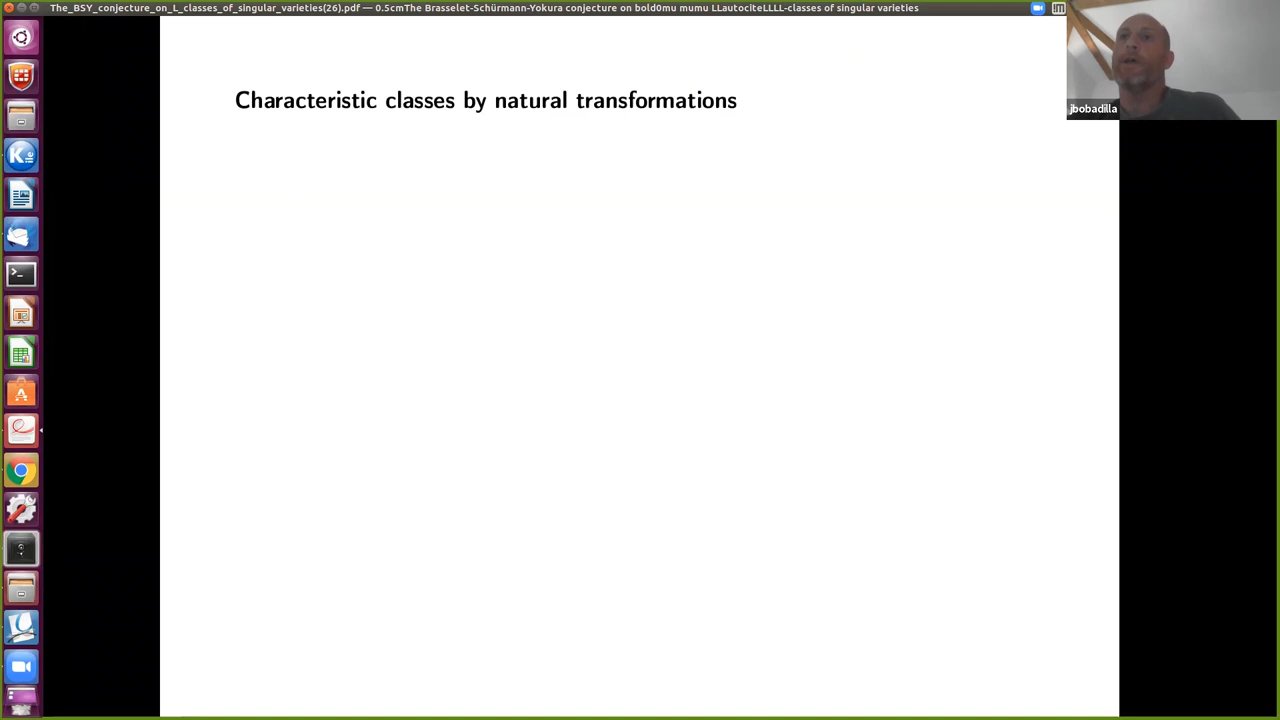 The_BSY_conjecture_on_L_classes_of_singular_varieties(26).pdf — 0.5cmThe Brasselet-Schürmann-Yokura conjecture on bold0mu mumu LLautociteLLLL-classes of singular varieties
Characteristic classes by natural transformations
jbobadilla